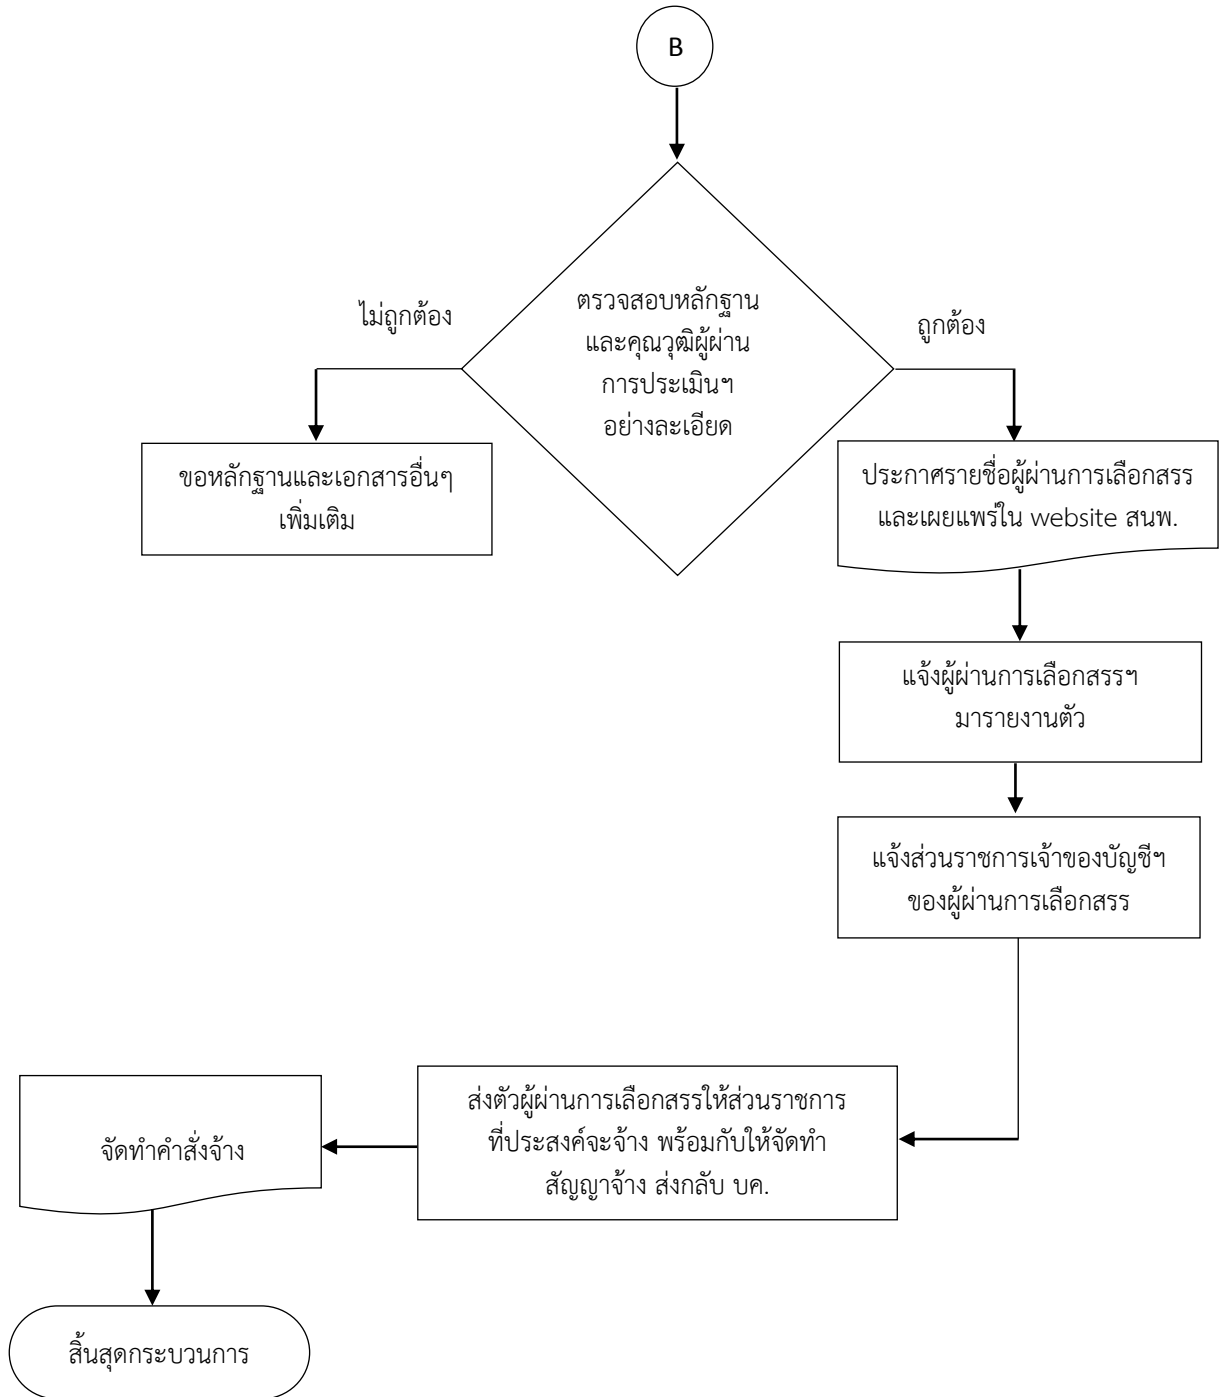 B
ตรวจสอบหลักฐาน
และคุณวุฒิผู้ผ่าน
การประเมินฯ
อย่างละเอียด
ไม่ถูกต้อง
ถูกต้อง
ขอหลักฐานและเอกสารอื่นๆ
เพิ่มเติม
ประกาศรายชื่อผู้ผ่านการเลือกสรร
และเผยแพร่ใน website สนพ.
แจ้งผู้ผ่านการเลือกสรรฯ
มารายงานตัว
แจ้งส่วนราชการเจ้าของบัญชีฯ
ของผู้ผ่านการเลือกสรร
ส่งตัวผู้ผ่านการเลือกสรรให้ส่วนราชการ
ที่ประสงค์จะจ้าง พร้อมกับให้จัดทำ
สัญญาจ้าง ส่งกลับ บค.
จัดทำคำสั่งจ้าง
สิ้นสุดกระบวนการ